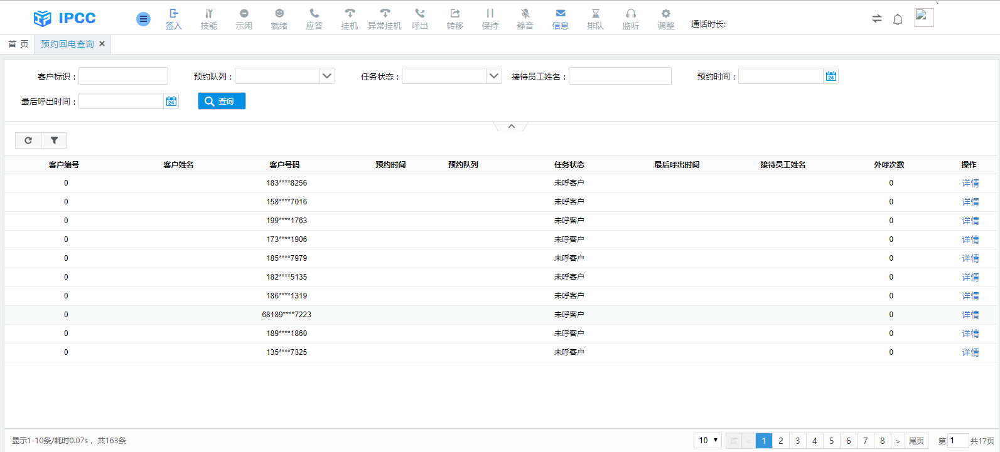 IPCC 签入 技能 示闲 就绪 应答 挂机 异常挂机 呼出 转移 保持 静音 信息 排队 监听 调整 通话时长:
首 页 预约回电查询 ×
客户标识： 预约队列： 任务状态： 接待员工姓名： 预约时间： 24
最后呼出时间： 24 查询
客户编号 客户姓名 客户号码 预约时间 预约队列 任务状态 最后呼出时间 接待员工姓名 外呼次数 操作
0 183****8256 未呼客户 0 详情
0 158****7016 未呼客户 0 详情
0 199****1763 未呼客户 0 详情
0 173****1906 未呼客户 0 详情
0 185****7979 未呼客户 0 详情
0 182****5135 未呼客户 0 详情
0 186****1319 未呼客户 0 详情
0 68189****7223 未呼客户 0 详情
0 189****1860 未呼客户 0 详情
0 135****7325 未呼客户 0 详情
显示1-10条/耗时0.07s ，共163条 10 首 < 1 2 3 4 5 6 7 8 > 尾页 第 1 共17页